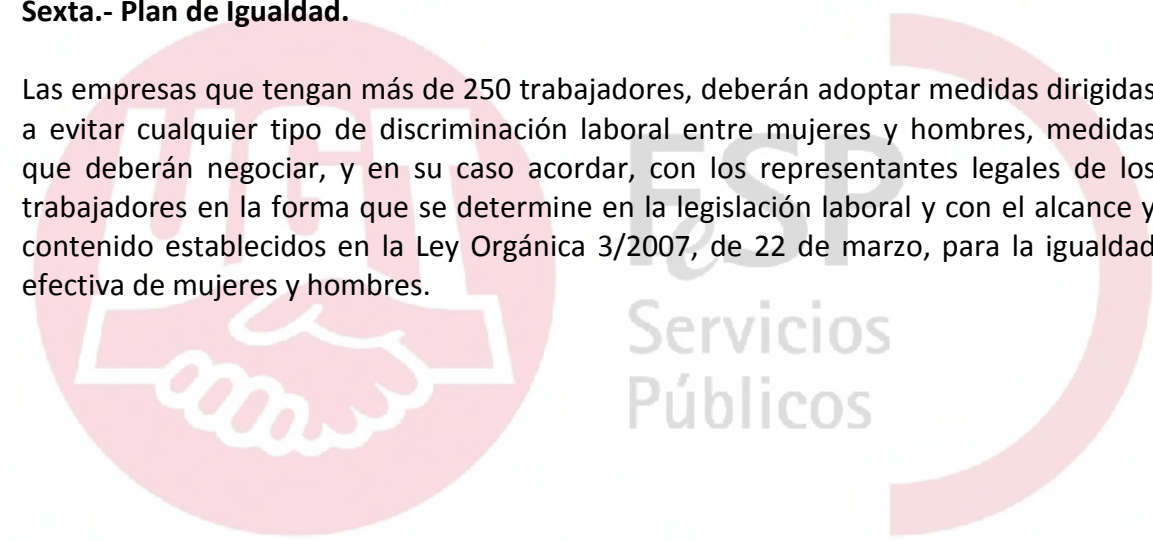 Sexta.- Plan de Igualdad.
Las empresas que tengan más de 250 trabajadores, deberán adoptar medidas dirigidas
a evitar cualquier tipo de discriminación laboral entre mujeres y hombres, medidas
que deberán negociar, y en su caso acordar, con los representantes legales de los
trabajadores en la forma que se determine en la legislación laboral y con el alcance y
contenido establecidos en la Ley Orgánica 3/2007, de 22 de marzo, para la igualdad
efectiva de mujeres y hombres.
UGT
FeSP
Servicios
Públicos